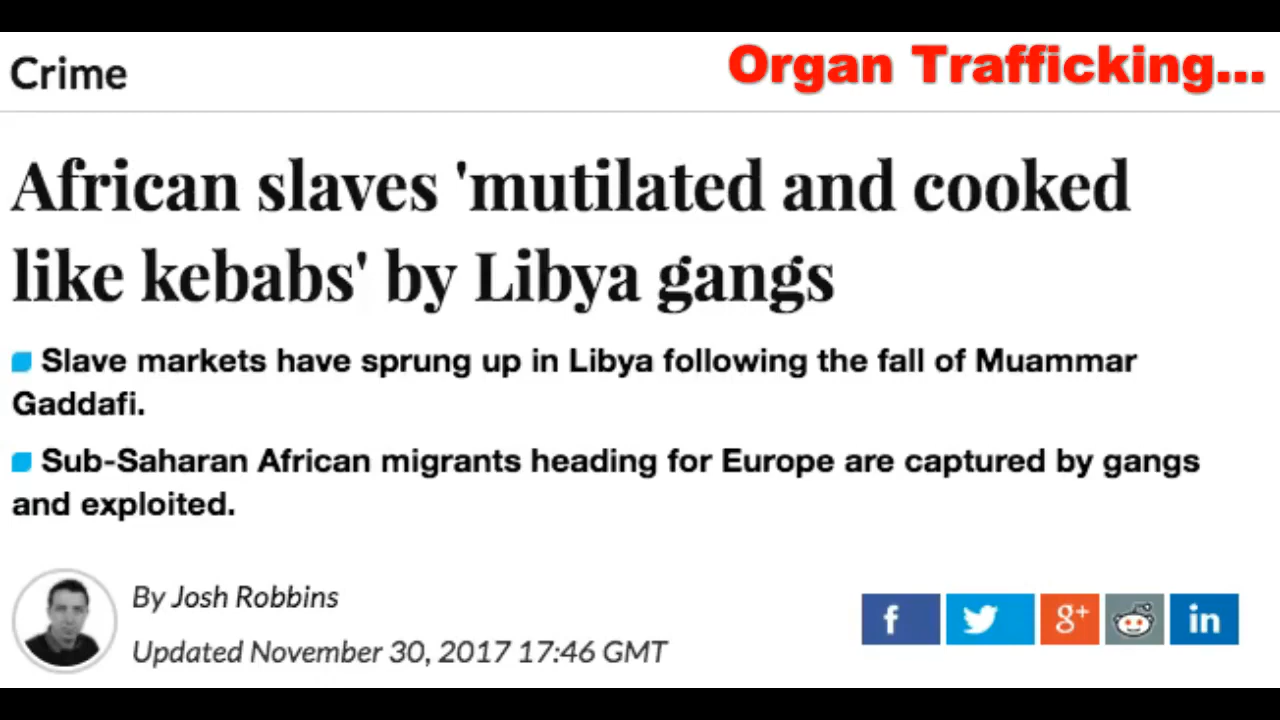 Crime
Organ Trafficking...
African slaves 'mutilated and cooked
like kebabs' by Libya gangs
Slave markets have sprung up in Libya following the fall of Muammar
Gaddafi.
Sub-Saharan African migrants heading for Europe are captured by gangs
and exploited.
By Josh Robbins
Updated November 30, 2017 17:46 GMT
f
g+
in